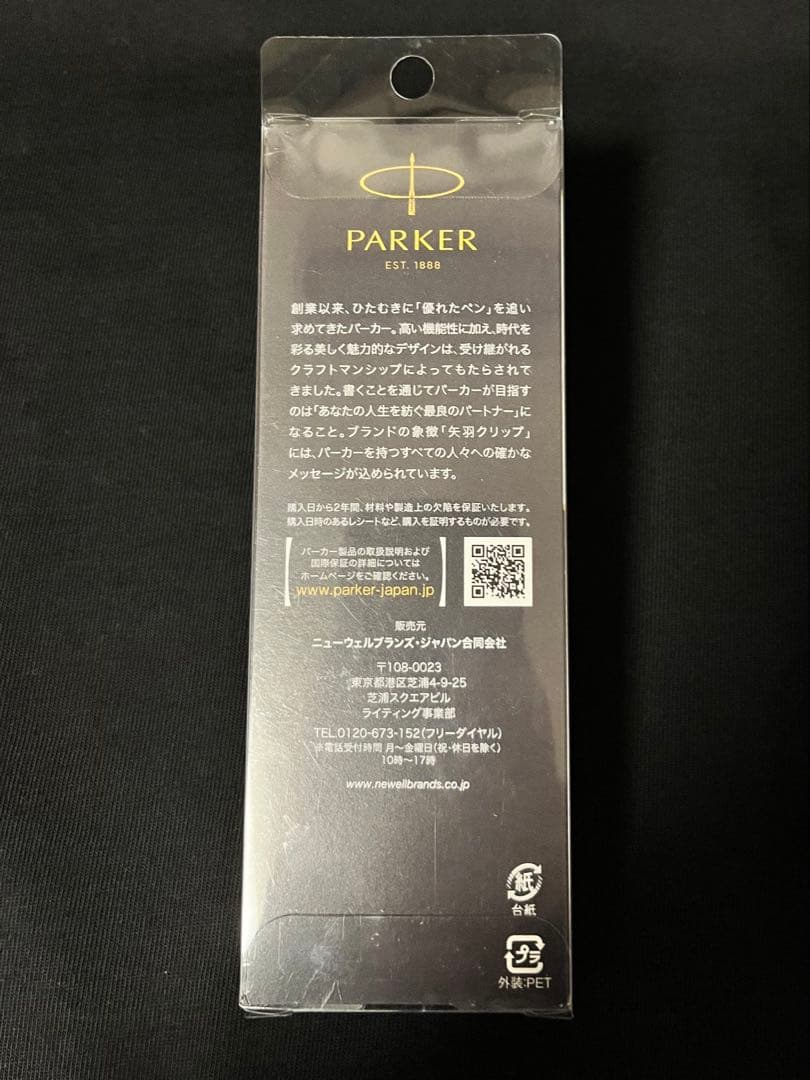 PARKER
EST. 1888
創業以来、ひたむきに「優れたペン」を追い
求めてきたパーカー。高い機能性に加え、時代を
彩る美しく魅力的なデザインは、受け継がれる
クラフトマンシップによってもたらされて
きました。書くことを通じてパーカーが目指す
のは「あなたの人生を紡ぐ最良のパートナー」に
なること。ブランドの象徴「矢羽クリップ」
には、パーカーを持つすべての人々への確かな
メッセージが込められています。
購入日から2年間、材料や製造上の欠陥を保証いたします。
購入日時のあるレシートなど、購入を証明するものが必要です。
パーカー製品の取扱説明および
国際保証の詳細については
ホームページをご確認ください。
www.parker-japan.jp
販売元
ニューウェルブランズ・ジャパン合同会社
〒108-0023
東京都港区芝浦4-9-25
芝浦スクエアビル
ライティング事業部
TEL.0120-673-152(フリーダイヤル)
※電話受付時間 月〜金曜日(祝・休日を除く)
10時〜17時
www.newellbrands.co.jp
紙
台紙
プラ
外装:PET